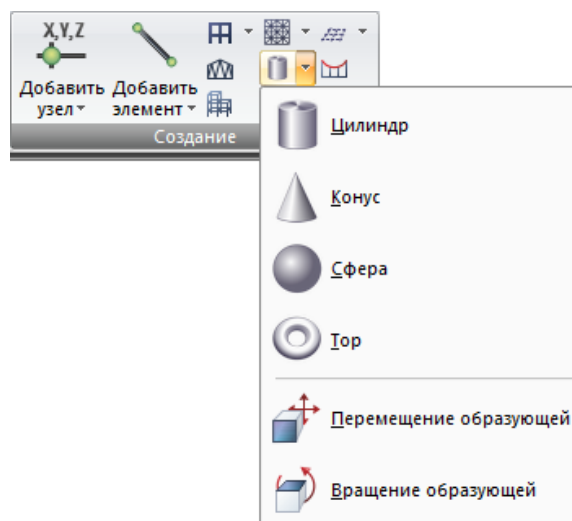 X,Y,Z
Добавить Добавить
узел элемент
Создание
Цилиндр
Конус
Сфера
Тор
Перемещение образующей
Вращение образующей